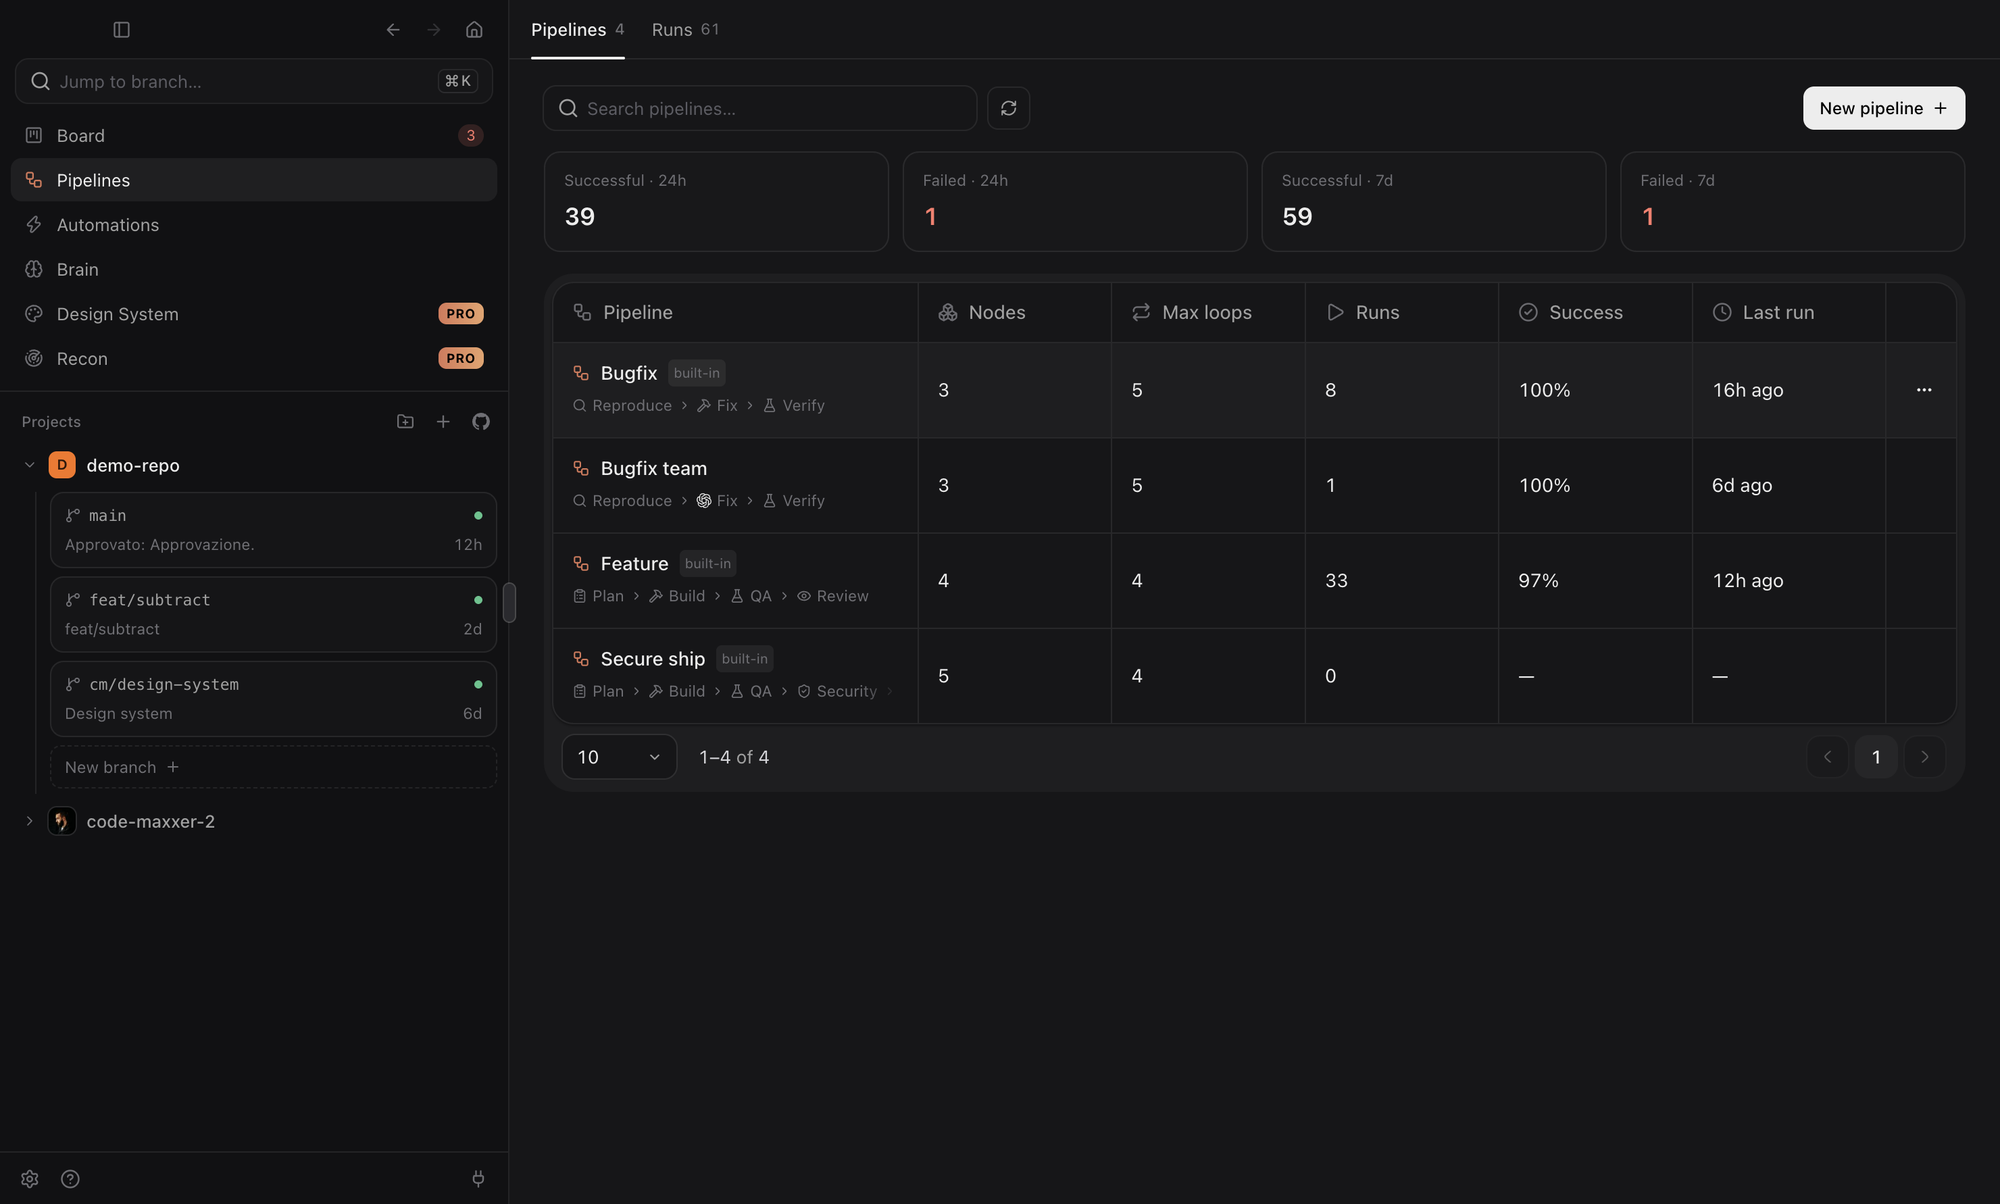 Jump to branch... ⌘K
Board 3
Pipelines
Automations
Brain
Design System PRO
Recon PRO
Projects
D demo-repo
main
Approvato: Approvazione. 12h
feat/subtract
feat/subtract 2d
cm/design-system
Design system 6d
New branch +
code-maxxer-2
Pipelines 4 Runs 61
Search pipelines...
New pipeline +
Successful · 24h
39
Failed · 24h
1
Successful · 7d
59
Failed · 7d
1
Pipeline Nodes Max loops Runs Success Last run
Bugfix built-in
Reproduce > Fix > Verify
3 5 8 100% 16h ago
Bugfix team
Reproduce > Fix > Verify
3 5 1 100% 6d ago
Feature built-in
Plan > Build > QA > Review
4 4 33 97% 12h ago
Secure ship built-in
Plan > Build > QA > Security >
5 4 0 — —
10 1–4 of 4
1